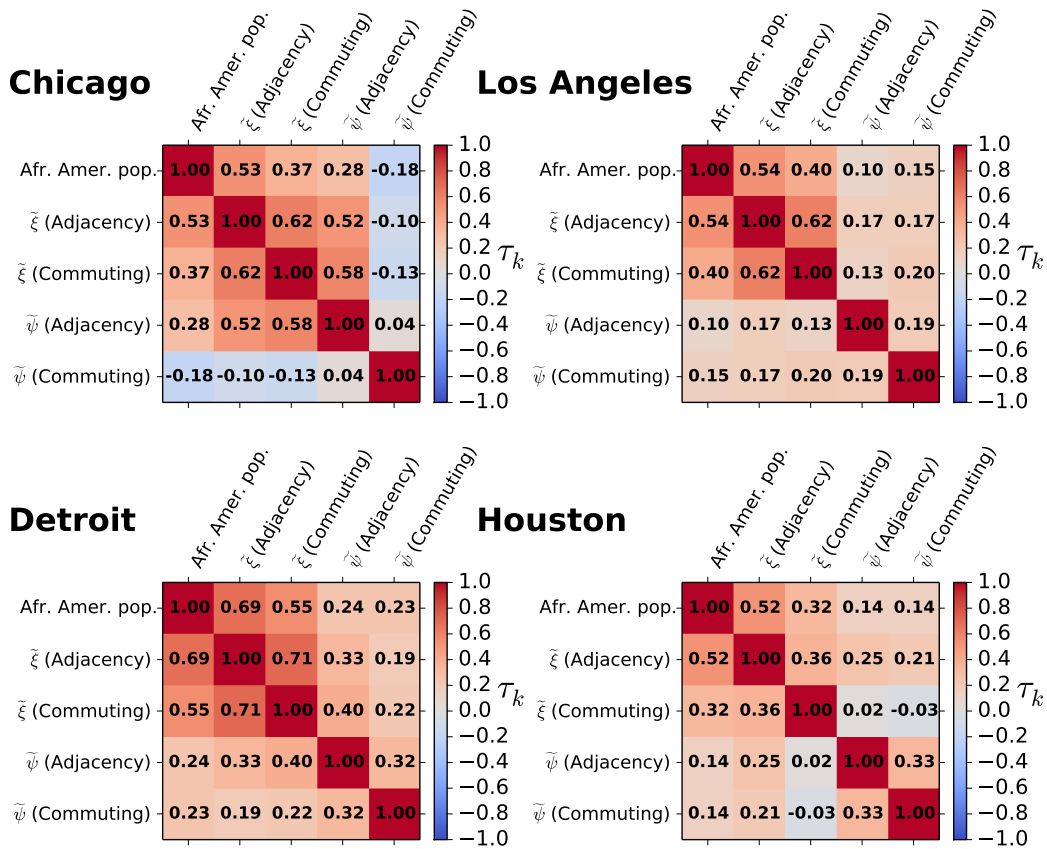 Chicago
Afr. Amer. pop.
ξ̃ (Adjacency)
ξ̃ (Commuting)
ψ̃ (Adjacency)
ψ̃ (Commuting)
Afr. Amer. pop. 1.00 0.53 0.37 0.28 -0.18
ξ̃ (Adjacency) 0.53 1.00 0.62 0.52 -0.10
ξ̃ (Commuting) 0.37 0.62 1.00 0.58 -0.13
ψ̃ (Adjacency) 0.28 0.52 0.58 1.00 0.04
ψ̃ (Commuting) -0.18 -0.10 -0.13 0.04 1.00
1.0
0.8
0.6
0.4
0.2
0.0
−0.2
−0.4
−0.6
−0.8
−1.0
τk
Los Angeles
Afr. Amer. pop.
ξ̃ (Adjacency)
ξ̃ (Commuting)
ψ̃ (Adjacency)
ψ̃ (Commuting)
Afr. Amer. pop. 1.00 0.54 0.40 0.10 0.15
ξ̃ (Adjacency) 0.54 1.00 0.62 0.17 0.17
ξ̃ (Commuting) 0.40 0.62 1.00 0.13 0.20
ψ̃ (Adjacency) 0.10 0.17 0.13 1.00 0.19
ψ̃ (Commuting) 0.15 0.17 0.20 0.19 1.00
1.0
0.8
0.6
0.4
0.2
0.0
−0.2
−0.4
−0.6
−0.8
−1.0
τk
Detroit
Afr. Amer. pop.
ξ̃ (Adjacency)
ξ̃ (Commuting)
ψ̃ (Adjacency)
ψ̃ (Commuting)
Afr. Amer. pop. 1.00 0.69 0.55 0.24 0.23
ξ̃ (Adjacency) 0.69 1.00 0.71 0.33 0.19
ξ̃ (Commuting) 0.55 0.71 1.00 0.40 0.22
ψ̃ (Adjacency) 0.24 0.33 0.40 1.00 0.32
ψ̃ (Commuting) 0.23 0.19 0.22 0.32 1.00
1.0
0.8
0.6
0.4
0.2
0.0
−0.2
−0.4
−0.6
−0.8
−1.0
τk
Houston
Afr. Amer. pop.
ξ̃ (Adjacency)
ξ̃ (Commuting)
ψ̃ (Adjacency)
ψ̃ (Commuting)
Afr. Amer. pop. 1.00 0.52 0.32 0.14 0.14
ξ̃ (Adjacency) 0.52 1.00 0.36 0.25 0.21
ξ̃ (Commuting) 0.32 0.36 1.00 0.02 -0.03
ψ̃ (Adjacency) 0.14 0.25 0.02 1.00 0.33
ψ̃ (Commuting) 0.14 0.21 -0.03 0.33 1.00
1.0
0.8
0.6
0.4
0.2
0.0
−0.2
−0.4
−0.6
−0.8
−1.0
τk